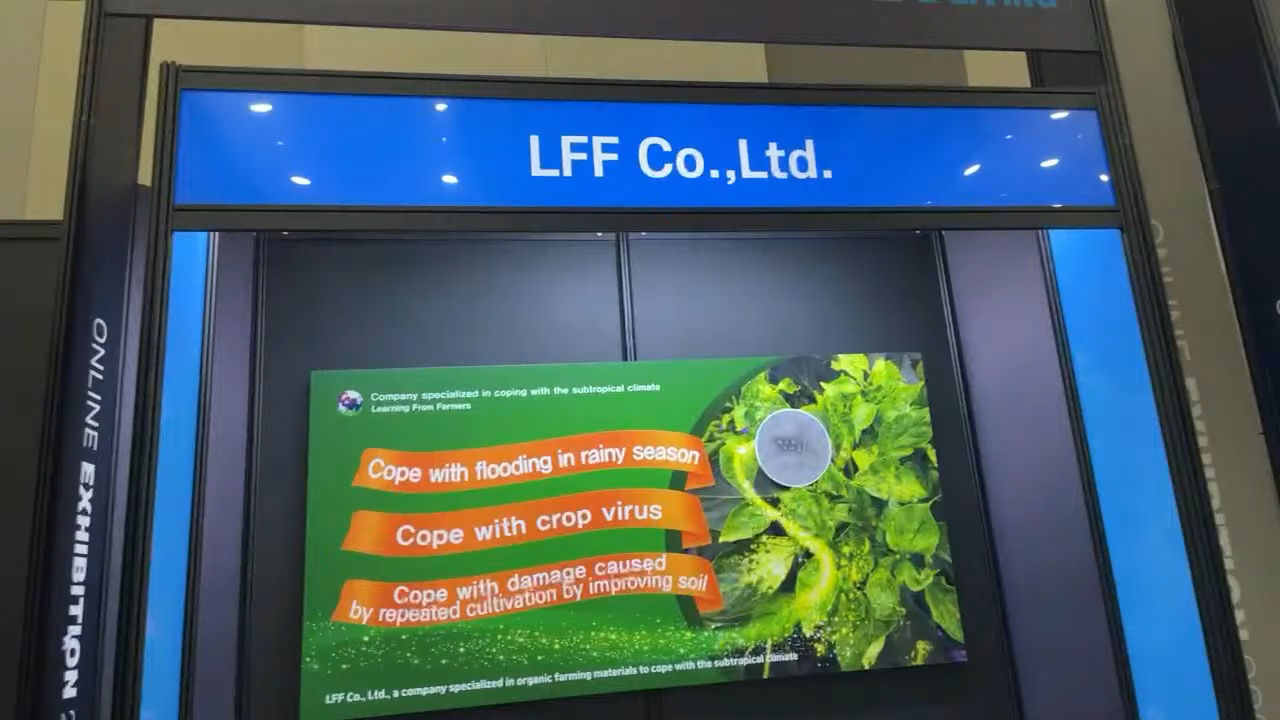 LFF Co.,Ltd.
ONLINE EXHIBITION
Company specialized in coping with the subtropical climate
Learning From Farmers
Cope with flooding in rainy season
Cope with crop virus
Cope with damage caused
by repeated cultivation by improving soil
LFF Co., Ltd., a company specialized in organic farming materials to cope with the subtropical climate
ONLINE EXHIBITION